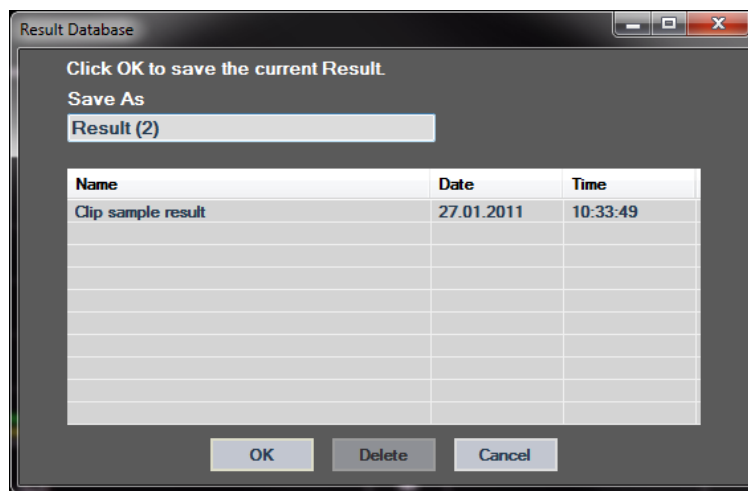 Result Database
Click OK to save the current Result.
Save As
Result (2)
Name Date Time
Clip sample result 27.01.2011 10:33:49
OK Delete Cancel